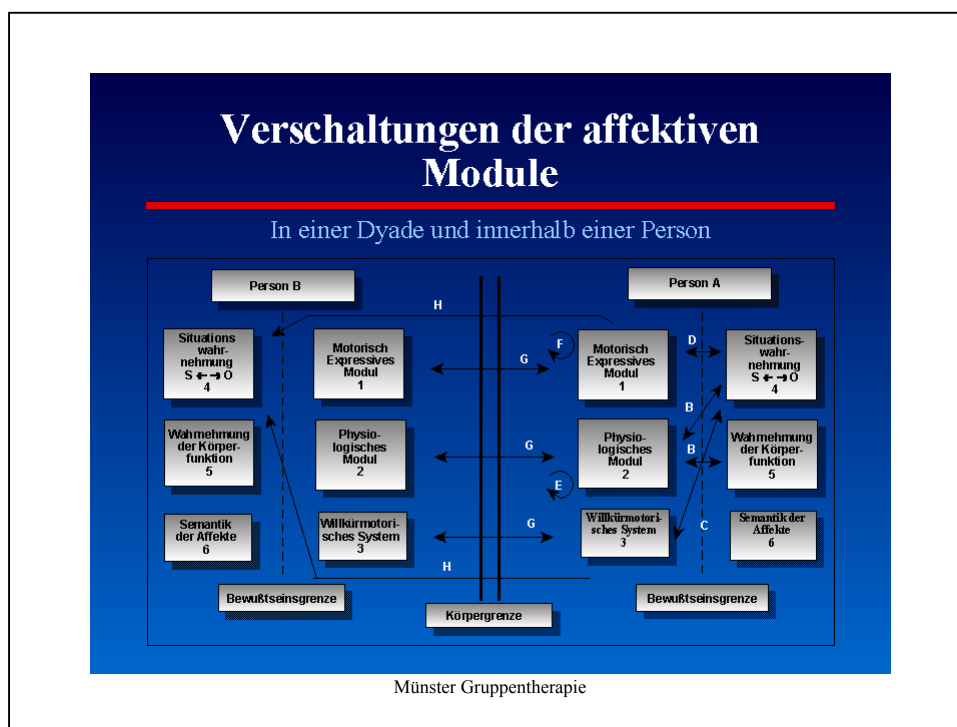 Verschaltungen der affektiven
Module
In einer Dyade und innerhalb einer Person
Person B
Person A
H
Situations
wahr-
nehmung
S ←→ O
4
Motorisch
Expressives
Modul
1
G
F
Motorisch
Expressives
Modul
1
D
Situations-
wahr-
nehmung
S ←→ O
4
B
Wahrnehmung
der Körper-
funktion
5
Physio-
logisches
Modul
2
G
E
Physio-
logisches
Modul
2
B
Wahrnehmung
der Körper-
funktion
5
Semantik
der Affekte
6
Willkürmotori-
sches System
3
G
Willkürmotori-
sches System
3
C
Semantik der
Affekte
6
H
Bewußtseinsgrenze
Körpergrenze
Bewußtseinsgrenze
Münster Gruppentherapie